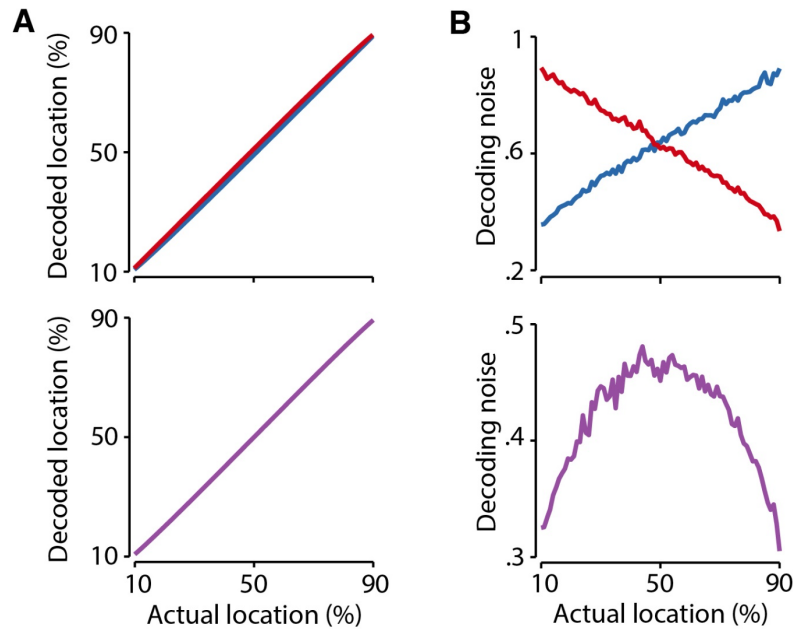 A
Decoded location (%)
90
50
10
B
Decoding noise
1
.6
.2
Decoded location (%)
90
50
10
10
50
90
Actual location (%)
Decoding noise
.5
.4
.3
10
50
90
Actual location (%)